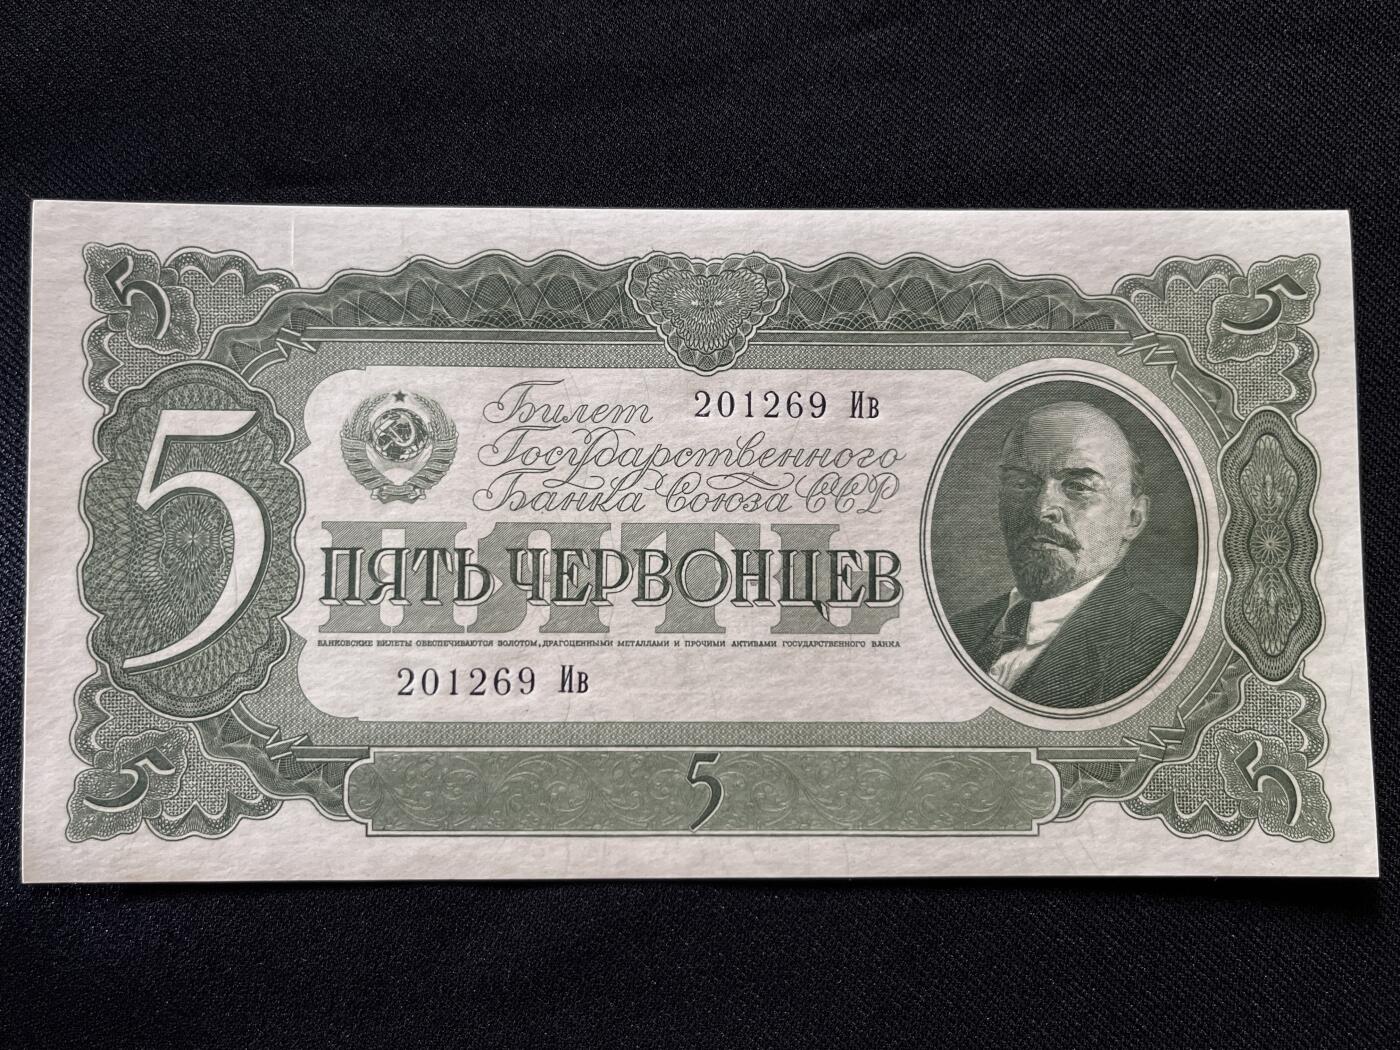 5
5
Билет
201269 Ив
Государственного
Банка Союза ССР
5
ПЯТЬ
ПЯТЬ ЧЕРВОНЦЕВ
БАНКОВСКИЕ БИЛЕТЫ ОБЕСПЕЧИВАЮТСЯ ЗОЛОТОМ, ДРАГОЦЕННЫМИ МЕТАЛЛАМИ И ПРОЧИМИ АКТИВАМИ ГОСУДАРСТВЕННОГО БАНКА
201269 Ив
5
5
5